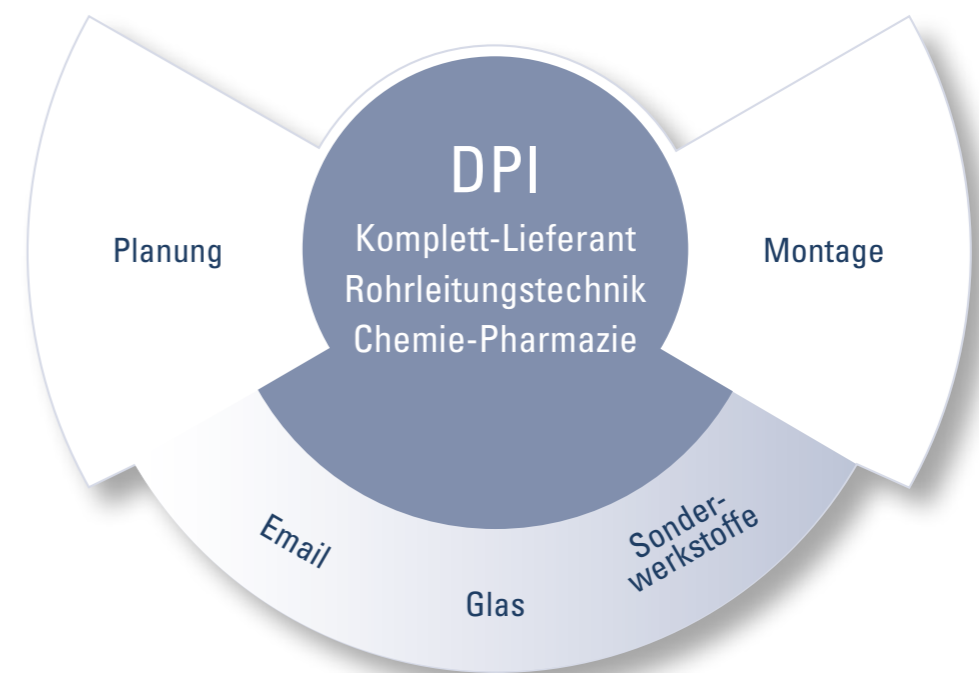 DPI
Komplett-Lieferant
Rohrleitungstechnik
Chemie-Pharmazie
Planung
Montage
Email
Glas
Sonder-
werkstoffe